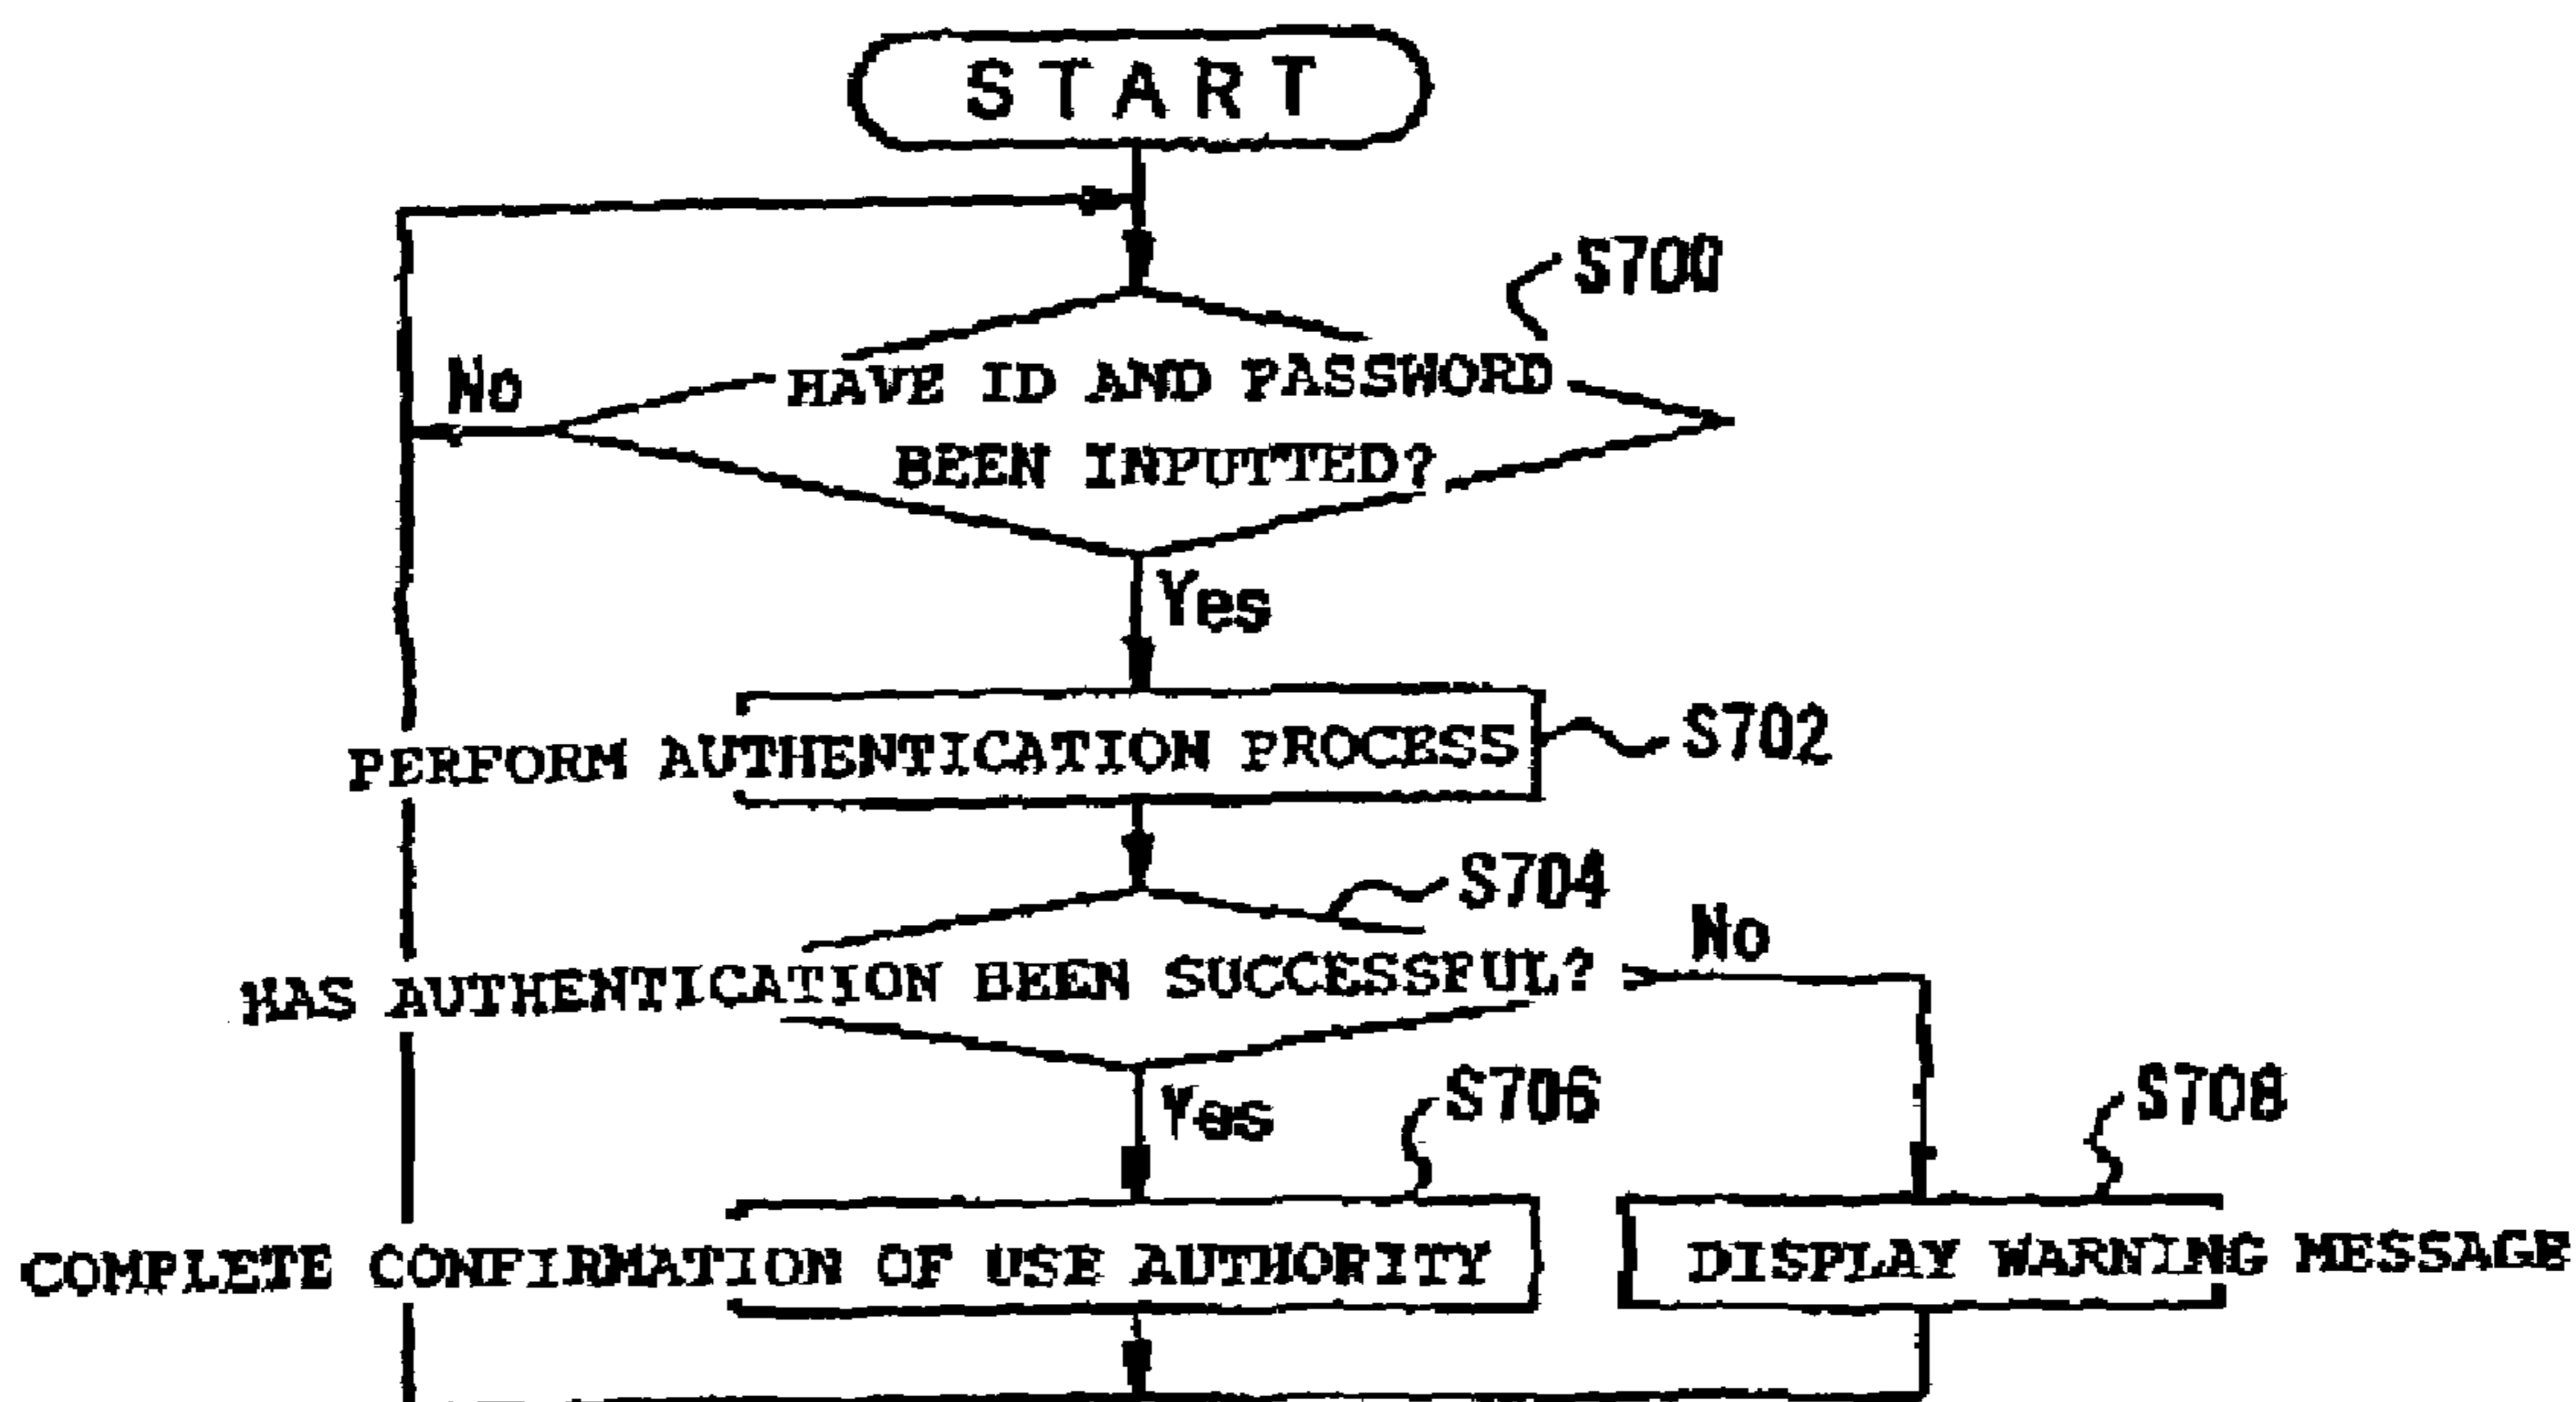 START
S700
No
HAVE ID AND PASSWORD
BEEN INPUTTED?
Yes
PERFORM AUTHENTICATION PROCESS
S702
S704
No
HAS AUTHENTICATION BEEN SUCCESSFUL?
Yes
S706
S708
COMPLETE CONFIRMATION OF USE AUTHORITY
DISPLAY WARNING MESSAGE